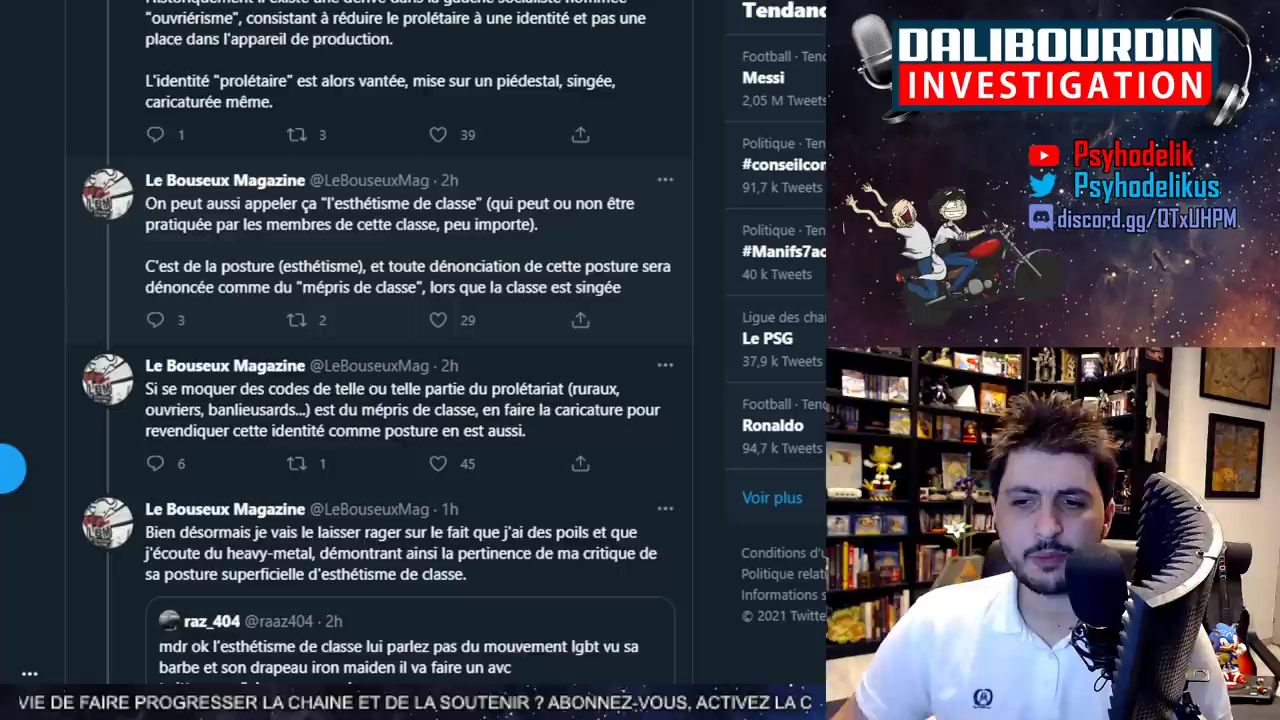 "ouvriérisme", consistant à réduire le prolétaire à une identité et pas une
place dans l'appareil de production.
L'identité "prolétaire" est alors vantée, mise sur un piédestal, singée,
caricaturée même.
1 3 39
Le Bouseux Magazine @LeBouseuxMag · 2h
On peut aussi appeler ça "l'esthétisme de classe" (qui peut ou non être
pratiquée par les membres de cette classe, peu importe).
C'est de la posture (esthétisme), et toute dénonciation de cette posture sera
dénoncée comme du "mépris de classe", lors que la classe est singée
3 2 29
Le Bouseux Magazine @LeBouseuxMag · 2h
Si se moquer des codes de telle ou telle partie du prolétariat (ruraux,
ouvriers, banlieusards...) est du mépris de classe, en faire la caricature pour
revendiquer cette identité comme posture en est aussi.
6 1 45
Le Bouseux Magazine @LeBouseuxMag · 1h
Bien désormais je vais le laisser rager sur le fait que j'ai des poils et que
j'écoute du heavy-metal, démontrant ainsi la pertinence de ma critique de
sa posture superficielle d'esthétisme de classe.
raz_404 @raaz404 · 2h
mdr ok l'esthétisme de classe lui parlez pas du mouvement lgbt vu sa
barbe et son drapeau iron maiden il va faire un avc
Tendanc
Football · Tend
Messi
2,05 M Tweets
Politique · Ten
#conseilcon
91,7 k Tweets
Politique · Ten
#Manifs7ao
40 k Tweets
Ligue des cha
Le PSG
37,9 k Tweets
Football · Tend
Ronaldo
94,7 k Tweets
Voir plus
Conditions d'u
Politique relati
Informations s
© 2021 Twitte
DALIBOURDIN
INVESTIGATION
Psyhodelik
Psyhodelikus
discord.gg/QTxUHPM
VIE DE FAIRE PROGRESSER LA CHAINE ET DE LA SOUTENIR ? ABONNEZ-VOUS, ACTIVEZ LA C